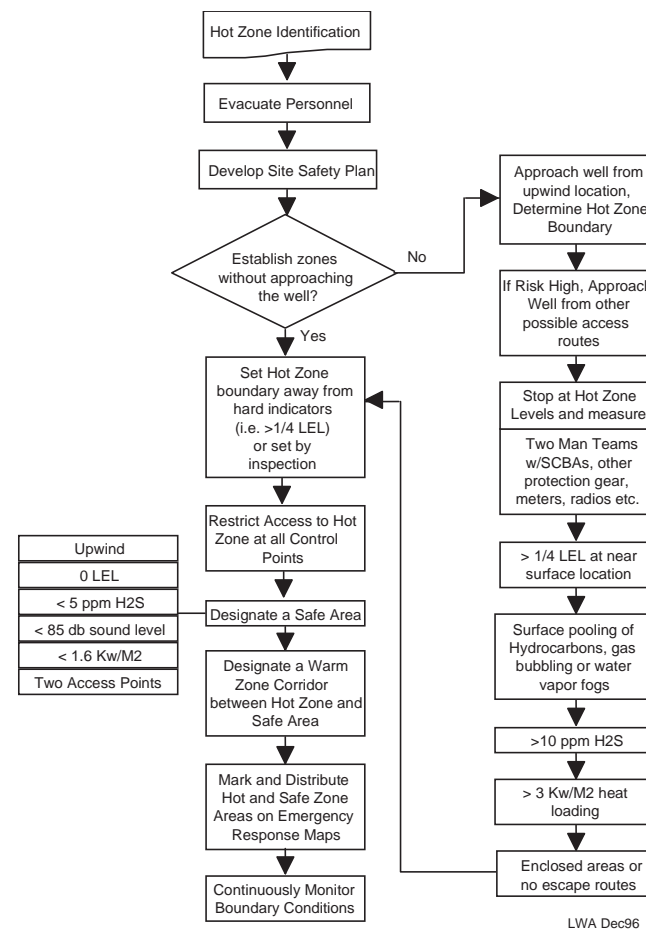 Hot Zone Identification
Evacuate Personnel
Develop Site Safety Plan
Establish zones
without approaching
the well?
No
Yes
Set Hot Zone
boundary away from
hard indicators
(i.e. >1/4 LEL)
or set by
inspection
Restrict Access to Hot
Zone at all Control
Points
Designate a Safe Area
Upwind
0 LEL
< 5 ppm H2S
< 85 db sound level
< 1.6 Kw/M2
Two Access Points
Designate a Warm
Zone Corridor
between Hot Zone and
Safe Area
Mark and Distribute
Hot and Safe Zone
Areas on Emergency
Response Maps
Continuously Monitor
Boundary Conditions
Approach well from
upwind location,
Determine Hot Zone
Boundary
If Risk High, Approach
Well from other
possible access
routes
Stop at Hot Zone
Levels and measure
Two Man Teams
w/SCBAs, other
protection gear,
meters, radios etc.
> 1/4 LEL at near
surface location
Surface pooling of
Hydrocarbons, gas
bubbling or water
vapor fogs
>10 ppm H2S
> 3 Kw/M2 heat
loading
Enclosed areas or
no escape routes
LWA Dec96